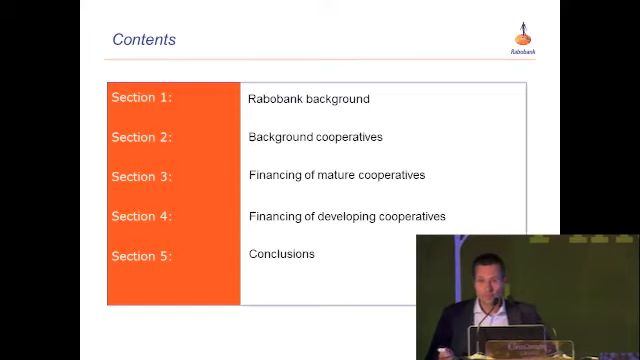 Contents
Rabobank
Section 1:
Rabobank background
Section 2:
Background cooperatives
Section 3:
Financing of mature cooperatives
Section 4:
Financing of developing cooperatives
Section 5:
Conclusions